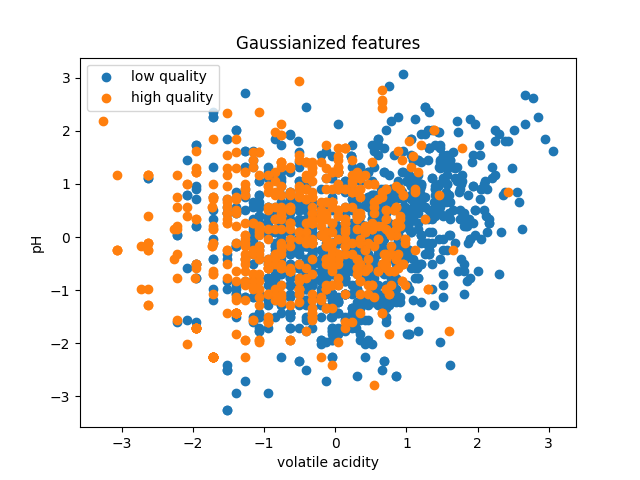 Gaussianized features
low quality
high quality
3
2
1
0
−1
−2
−3
pH
−3 −2 −1 0 1 2 3
volatile acidity